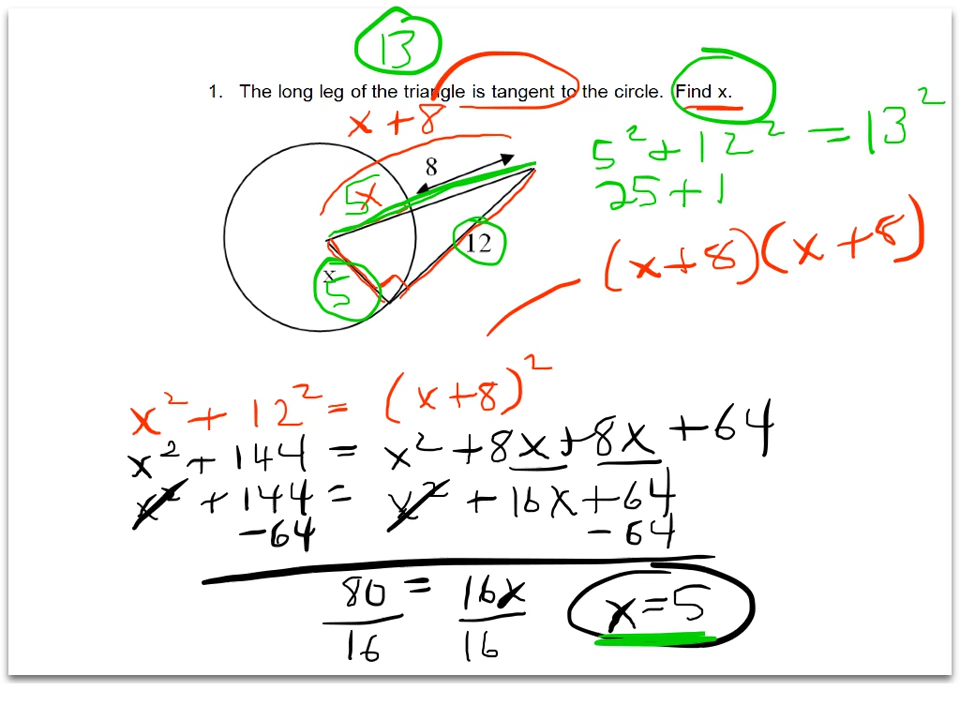 13
1. The long leg of the triangle is tangent to the circle. Find x.
x + 8
5² + 12² = 13²
25 + 1
8
5x
12
(x+8)(x+8)
x
5
x² + 12² = (x+8)²
x² + 144 = x² + 8x + 8x + 64
x² + 144 = x² + 16x + 64
-64 - 64
80 = 16x
16 16
x=5